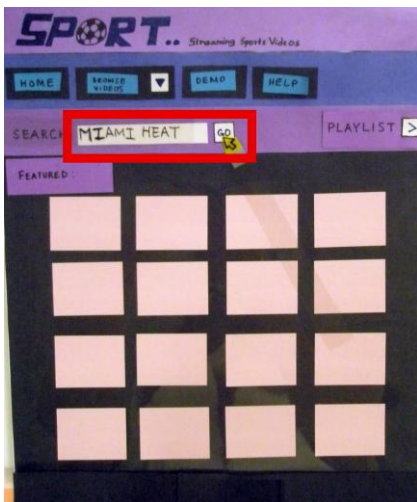 SPORT.. Streaming Sports Videos
HOME BROWSE VIDEOS DEMO HELP
SEARCH MIAMI HEAT GO PLAYLIST >
FEATURED: